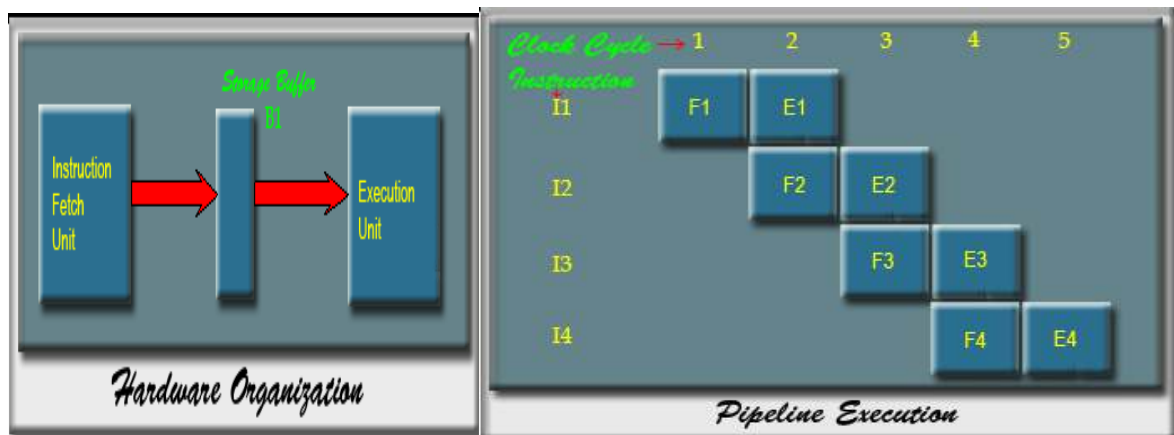 Storage Buffer
B1
Instruction
Fetch
Unit
Execution
Unit
Hardware Organization
Clock Cycle 1 2 3 4 5
Instruction
I1 F1 E1
I2 F2 E2
I3 F3 E3
I4 F4 E4
Pipeline Execution